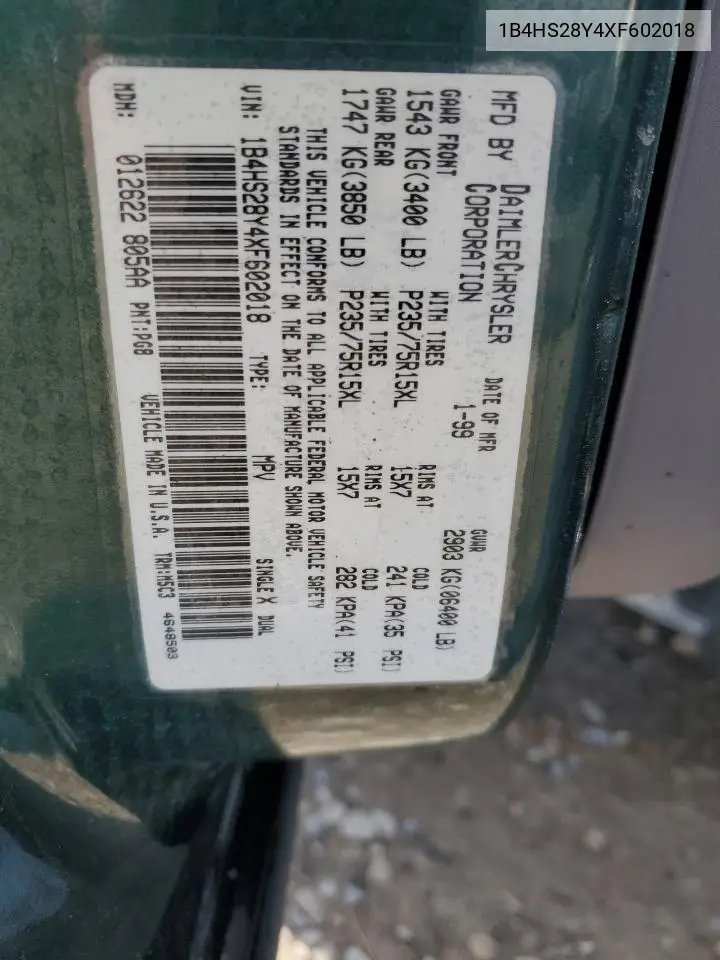 1B4HS28Y4XF602018
MFD BY DAIMLERCHRYSLER CORPORATION
DATE OF MFR 1-99
GVWR 2903 KG(06400 LB)
GAWR FRONT WITH TIRES RIMS AT COLD
1543 KG(3400 LB) P235/75R15XL 15X7 241 KPA(35 PSI)
GAWR REAR WITH TIRES RIMS AT COLD
1747 KG(3850 LB) P235/75R15XL 15X7 282 KPA(41 PSI)
THIS VEHICLE CONFORMS TO ALL APPLICABLE FEDERAL MOTOR VEHICLE SAFETY
STANDARDS IN EFFECT ON THE DATE OF MANUFACTURE SHOWN ABOVE.
VIN: 1B4HS28Y4XF602018 TYPE: MPV SINGLE X DUAL
MDH: 012622 805AA PNT:PG8 VEHICLE MADE IN U.S.A. TRM:M5C3
4648503